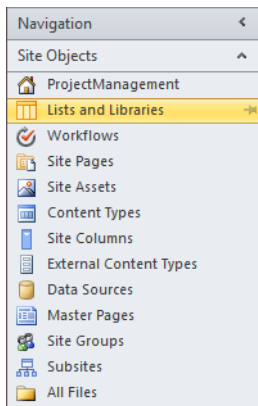 Navigation
Site Objects
ProjectManagement
Lists and Libraries
Workflows
Site Pages
Site Assets
Content Types
Site Columns
External Content Types
Data Sources
Master Pages
Site Groups
Subsites
All Files